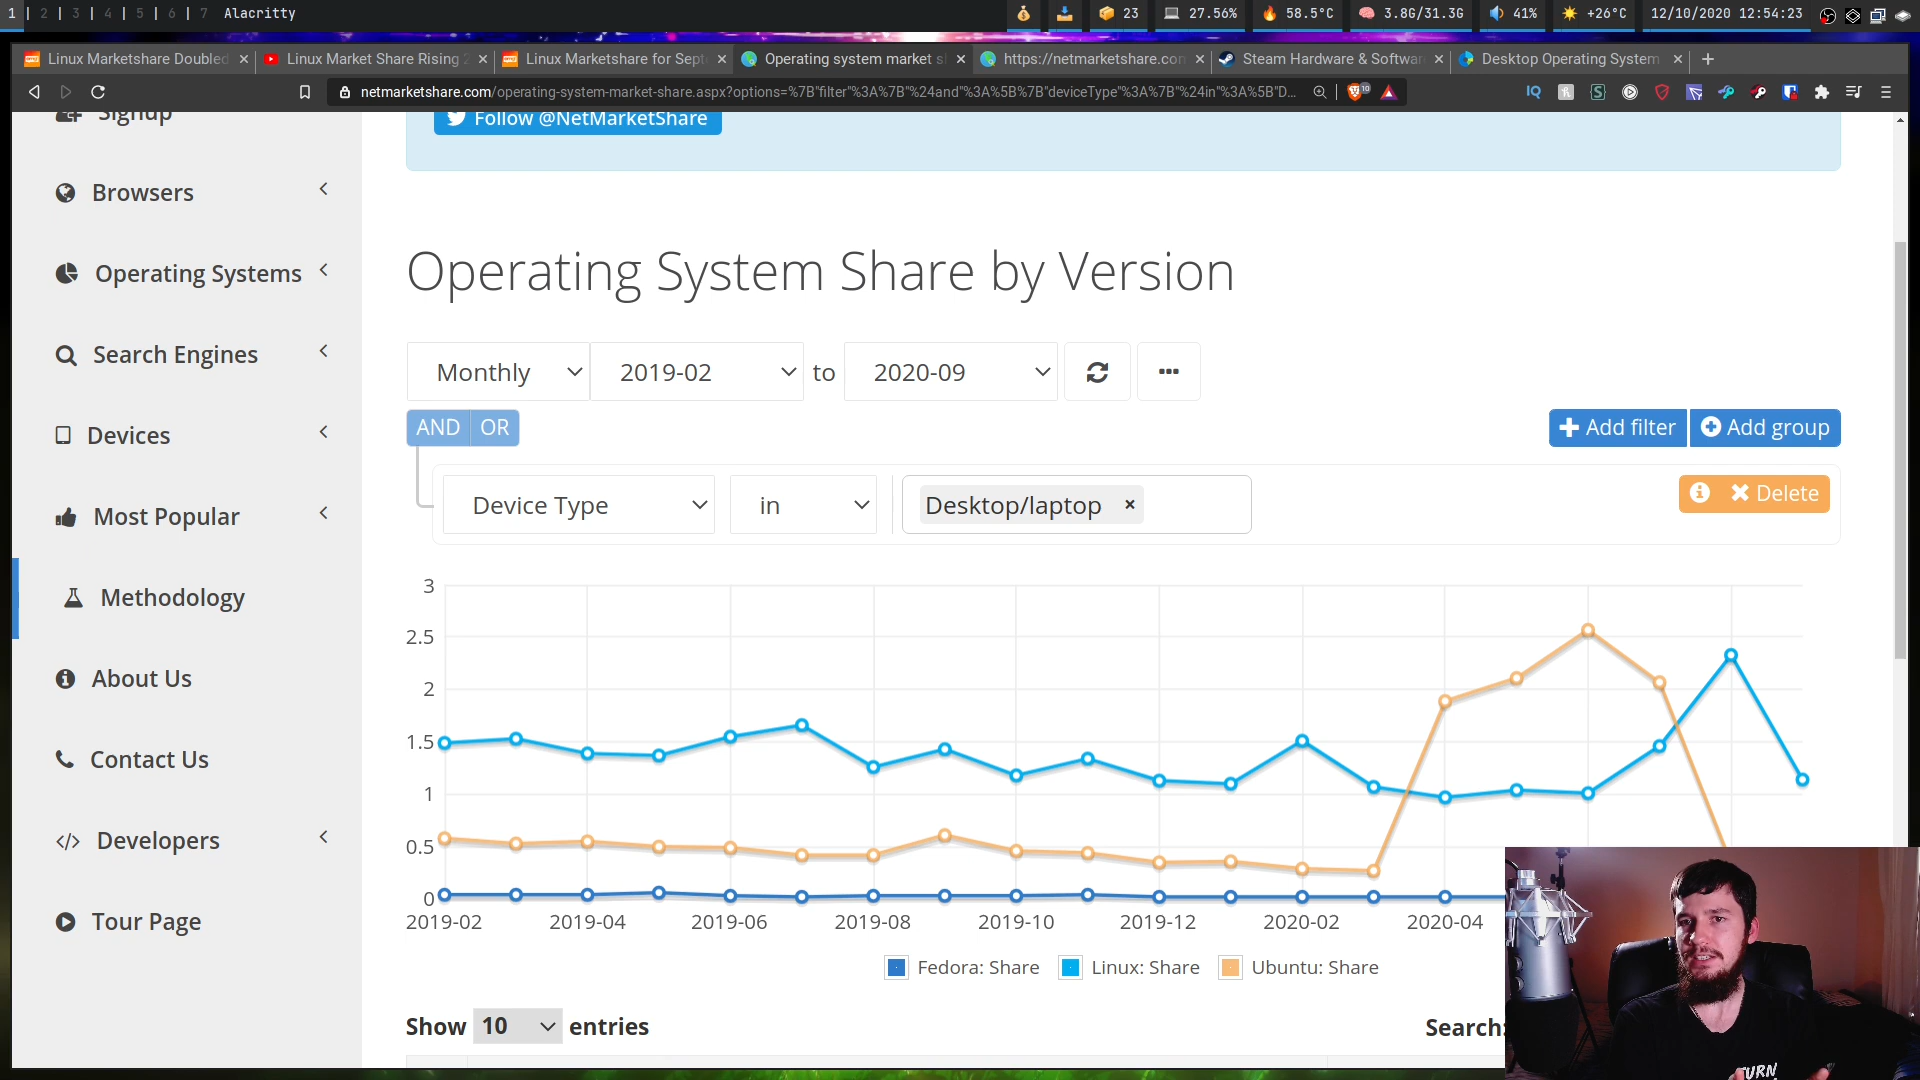 1 | 2 | 3 | 4 | 5 | 6 | 7 Alacritty
23
27.56%
58.5°C
3.8G/31.3G
41%
+26°C
12/10/2020 12:54:23
Linux Marketshare Doubled
Linux Market Share Rising 2
Linux Marketshare for Sept
Operating system market s
https://netmarketshare.con
Steam Hardware & Softwar
Desktop Operating System
netmarketshare.com/operating-system-market-share.aspx?options=%7B"filter"%3A%7B"%24and"%3A%5B%7B"deviceType"%3A%7B"%24in"%3A%5B"D...
10
IQ
Signup
Browsers
Operating Systems
Search Engines
Devices
Most Popular
Methodology
About Us
Contact Us
Developers
Tour Page
Follow @NetMarketShare
Operating System Share by Version
Monthly 2019-02 to 2020-09
AND OR
Add filter Add group
Device Type in Desktop/laptop ×
Delete
3
2.5
2
1.5
1
0.5
0
2019-02 2019-04 2019-06 2019-08 2019-10 2019-12 2020-02 2020-04
Fedora: Share Linux: Share Ubuntu: Share
Show 10 entries
Search:
TURN